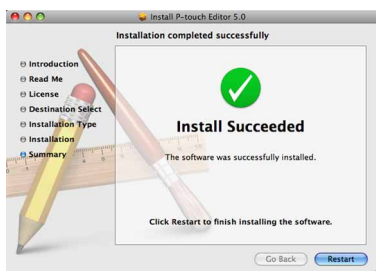 Install P-touch Editor 5.0
Installation completed successfully
Introduction
Read Me
License
Destination Select
Installation Type
Installation
Summary
Install Succeeded
The software was successfully installed.
Click Restart to finish installing the software.
Go Back
Restart